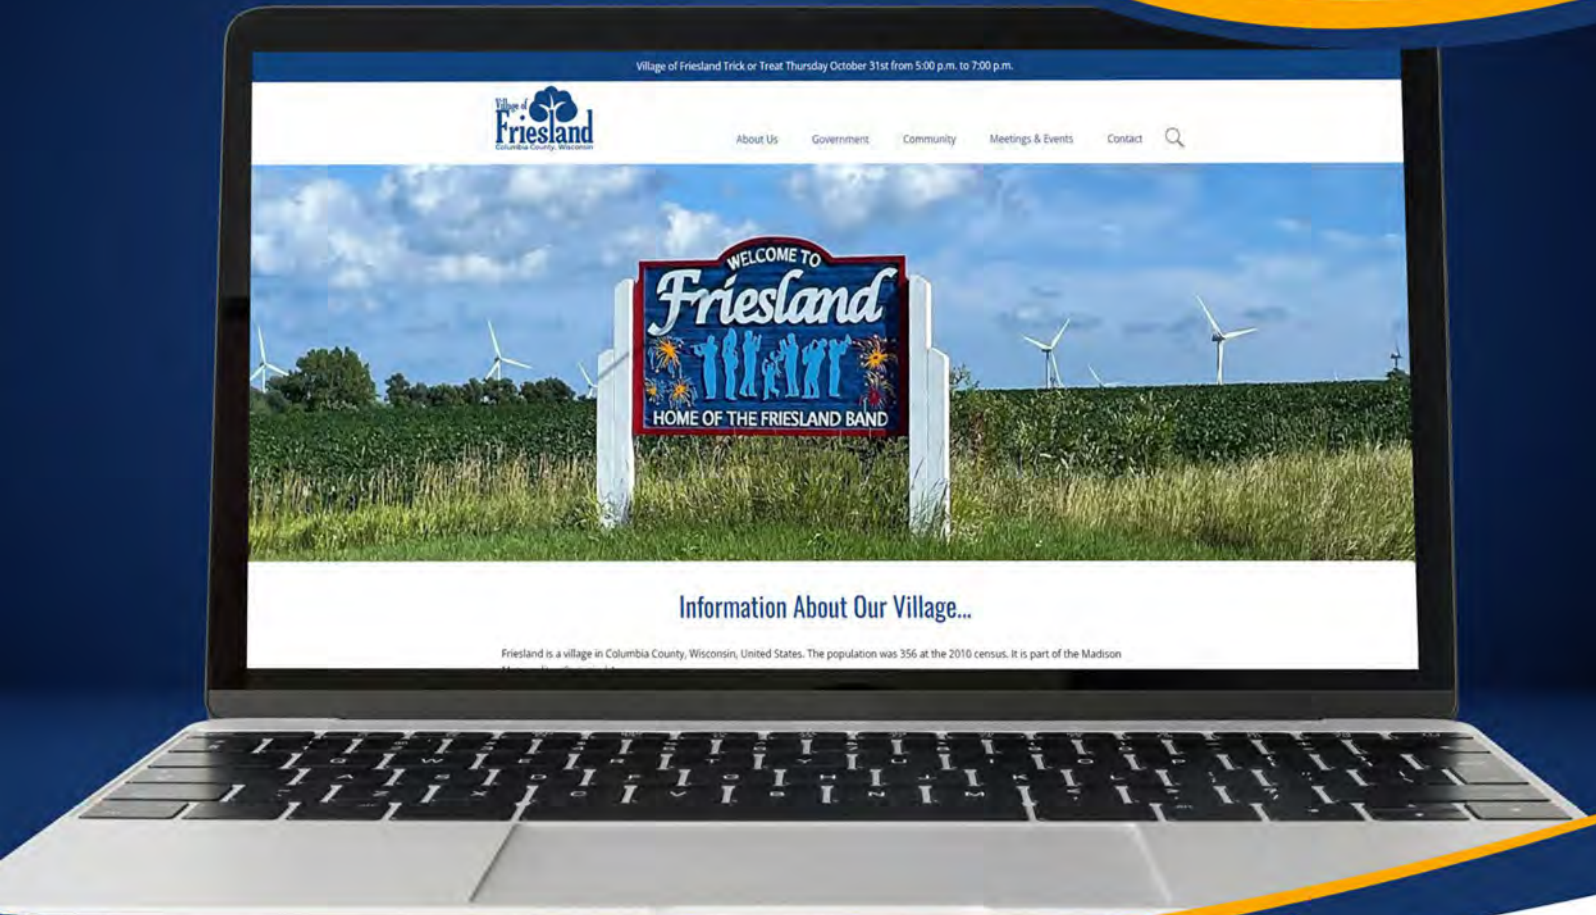 Village of Friesland Trick or Treat Thursday October 31st from 5:00 p.m. to 7:00 p.m.
Village of
Friesland
Columbia County, Wisconsin
About Us Government Community Meetings & Events Contact
WELCOME TO
Friesland
HOME OF THE FRIESLAND BAND
Information About Our Village...
Friesland is a village in Columbia County, Wisconsin, United States. The population was 356 at the 2010 census. It is part of the Madison